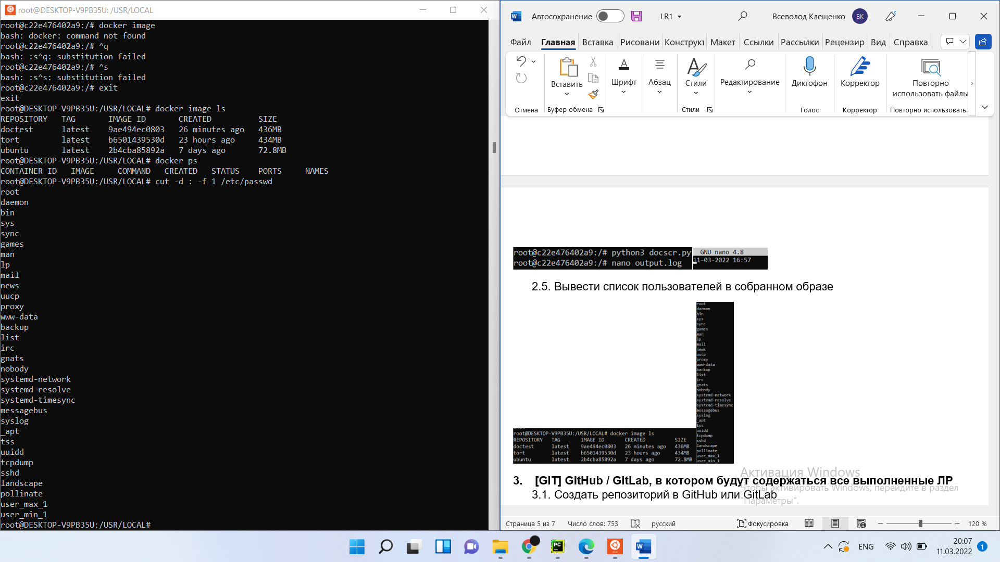 root@DESKTOP-V9PB35U: /USR/LOCAL
root@c22e476402a9:/# docker image
bash: docker: command not found
root@c22e476402a9:/# ^q
bash: :s^q: substitution failed
root@c22e476402a9:/# ^s
bash: :s^s: substitution failed
root@c22e476402a9:/# exit
exit
root@DESKTOP-V9PB35U:/USR/LOCAL# docker image ls
REPOSITORY TAG IMAGE ID CREATED SIZE
doctest latest 9ae494ec0803 26 minutes ago 436MB
tort latest b6501439530d 23 hours ago 434MB
ubuntu latest 2b4cba85892a 7 days ago 72.8MB
root@DESKTOP-V9PB35U:/USR/LOCAL# docker ps
CONTAINER ID IMAGE COMMAND CREATED STATUS PORTS NAMES
root@DESKTOP-V9PB35U:/USR/LOCAL# cut -d : -f 1 /etc/passwd
root
daemon
bin
sys
sync
games
man
lp
mail
news
uucp
proxy
www-data
backup
list
irc
gnats
nobody
systemd-network
systemd-resolve
systemd-timesync
messagebus
syslog
_apt
tss
uuidd
tcpdump
sshd
landscape
pollinate
user_max_1
user_min_1
root@DESKTOP-V9PB35U:/USR/LOCAL#
Автосохранение LR1 Всеволод Клещенко ВК
Файл Главная Вставка Рисовани Конструкт Макет Ссылки Рассылки Рецензир Вид Справка
Вставить Шрифт Абзац Стили Редактирование Диктофон Корректор Повторно
использовать файлы
Отмена Буфер обмена Стили Голос Корректор Повторно использовать.
root@c22e476402a9:/# python3 docscr.py
root@c22e476402a9:/# nano output.log
GNU nano 4.8
11-03-2022 16:57
2.5. Вывести список пользователей в собранном образе
root
daemon
bin
sys
sync
games
man
lp
mail
news
uucp
proxy
www-data
backup
list
irc
gnats
nobody
systemd-network
systemd-resolve
systemd-timesync
messagebus
syslog
_apt
tss
uuidd
tcpdump
sshd
landscape
pollinate
user_max_1
user_min_1
root@DESKTOP-V9PB35U:/USR/LOCAL# docker image ls
REPOSITORY TAG IMAGE ID CREATED SIZE
doctest latest 9ae494ec0803 26 minutes ago 436MB
tort latest b6501439530d 23 hours ago 434MB
ubuntu latest 2b4cba85892a 7 days ago 72.8MB
3. [GIT] GitHub / GitLab, в котором будут содержаться все выполненные ЛР
3.1. Создать репозиторий в GitHub или GitLab
Активация Windows
Чтобы активировать Windows, перейдите в раздел
"Параметры".
Страница 5 из 7 Число слов: 753 русский Фокусировка 120 %
PC
W
ENG
20:07
11.03.2022
1